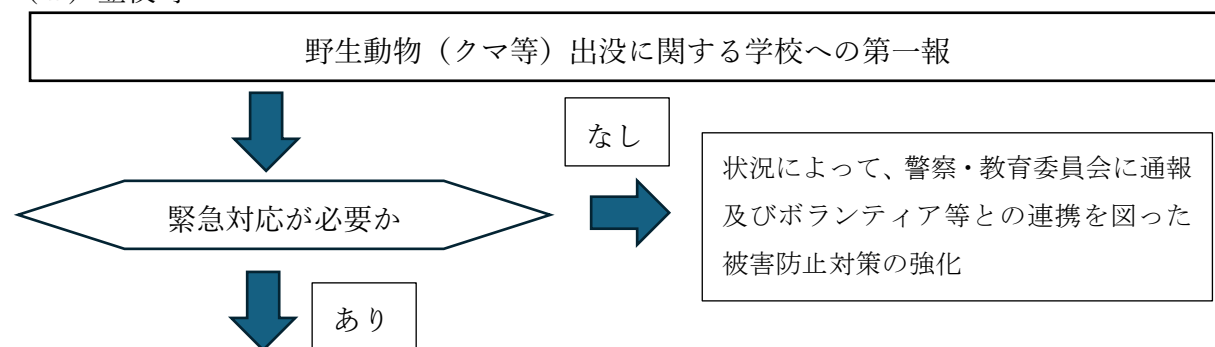 野生動物（クマ等）出没に関する学校への第一報
なし
緊急対応が必要か
状況によって、警察・教育委員会に通報
及びボランティア等との連携を図った
被害防止対策の強化
あり